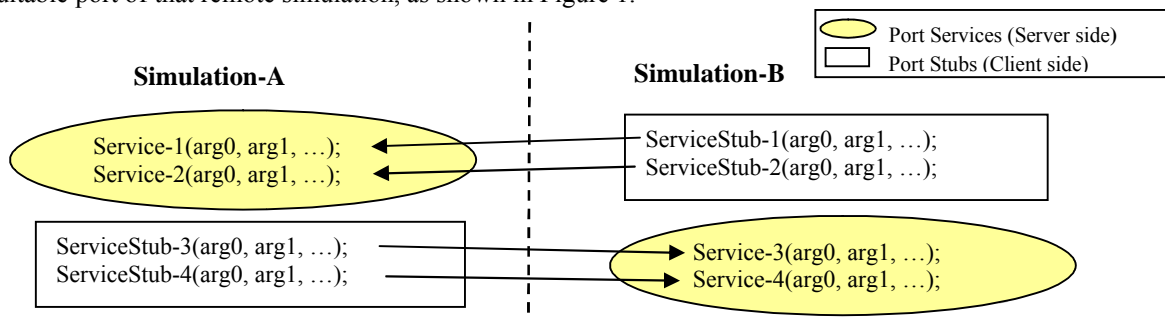 suitable port of that remote simulation, as shown in Figure 1.
Port Services (Server side)
Port Stubs (Client side)
Simulation-A
Simulation-B
Service-1(arg0, arg1, …);
Service-2(arg0, arg1, …);
ServiceStub-1(arg0, arg1, …);
ServiceStub-2(arg0, arg1, …);
ServiceStub-3(arg0, arg1, …);
ServiceStub-4(arg0, arg1, …);
Service-3(arg0, arg1, …);
Service-4(arg0, arg1, …);